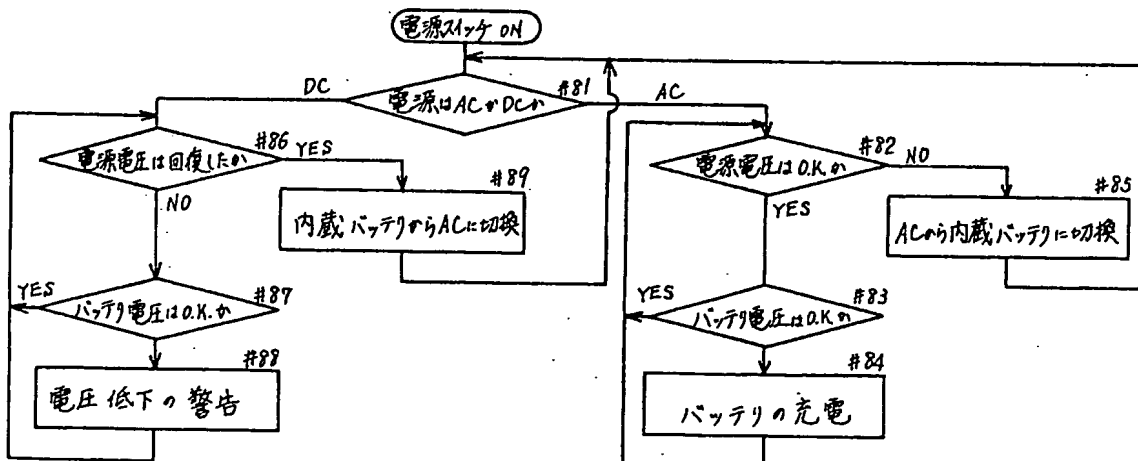 電源スイッチ ON
DC
電源はACかDCか
#81
AC
電源電圧は回復したか
#86
YES
NO
#89
内蔵バッテリからACに切換
YES
バッテリ電圧はO.K.か
#87
#88
電圧低下の警告
電源電圧はO.K.か
#82
NO
YES
#85
ACから内蔵バッテリに切換
YES
バッテリ電圧はO.K.か
#83
#84
バッテリの充電